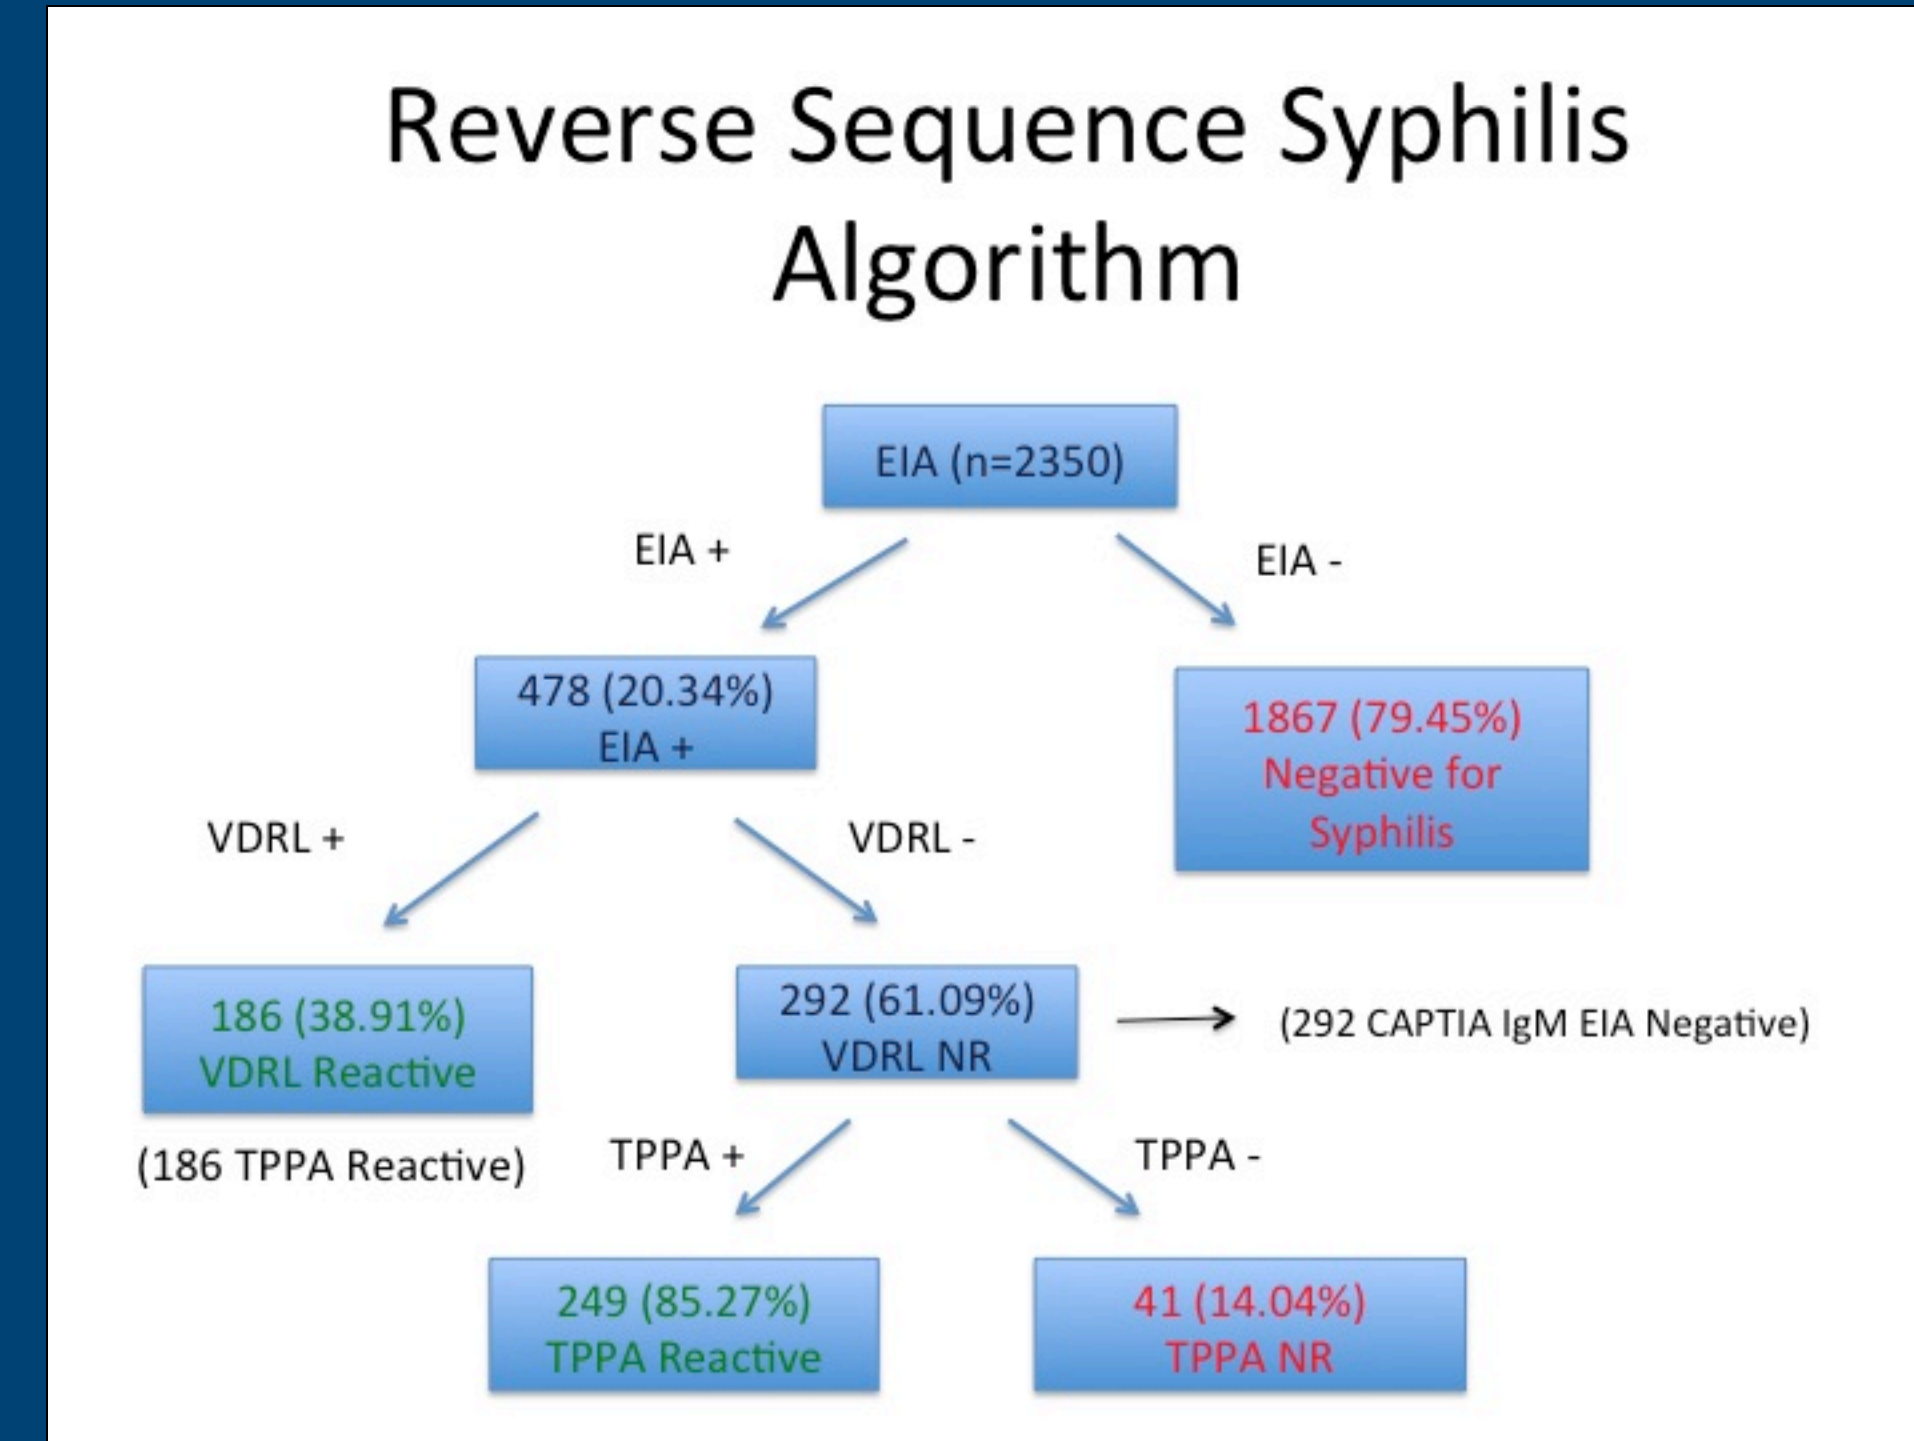 Reverse Sequence Syphilis
Algorithm
EIA (n=2350)
EIA +
EIA -
478 (20.34%)
EIA +
1867 (79.45%)
Negative for
Syphilis
VDRL +
VDRL -
186 (38.91%)
VDRL Reactive
292 (61.09%)
VDRL NR
(292 CAPTIA IgM EIA Negative)
(186 TPPA Reactive)
TPPA +
TPPA -
249 (85.27%)
TPPA Reactive
41 (14.04%)
TPPA NR